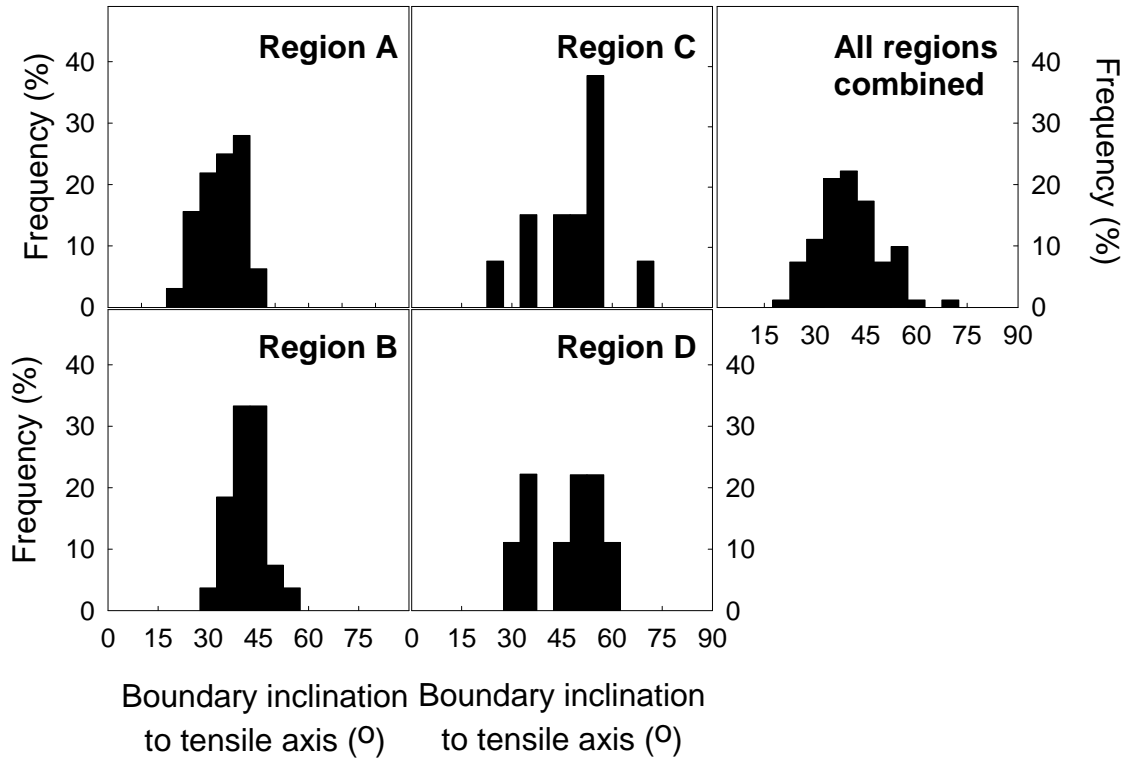 Region A
Region C
All regions
combined
Frequency (%)
40
30
20
10
0
40
30
20
10
0
Frequency (%)
15 30 45 60 75 90
Region B
Region D
Frequency (%)
40
30
20
10
0
40
30
20
10
0
0 15 30 45 60 75 0 15 30 45 60 75 90
Boundary inclination
to tensile axis (o)
Boundary inclination
to tensile axis (o)